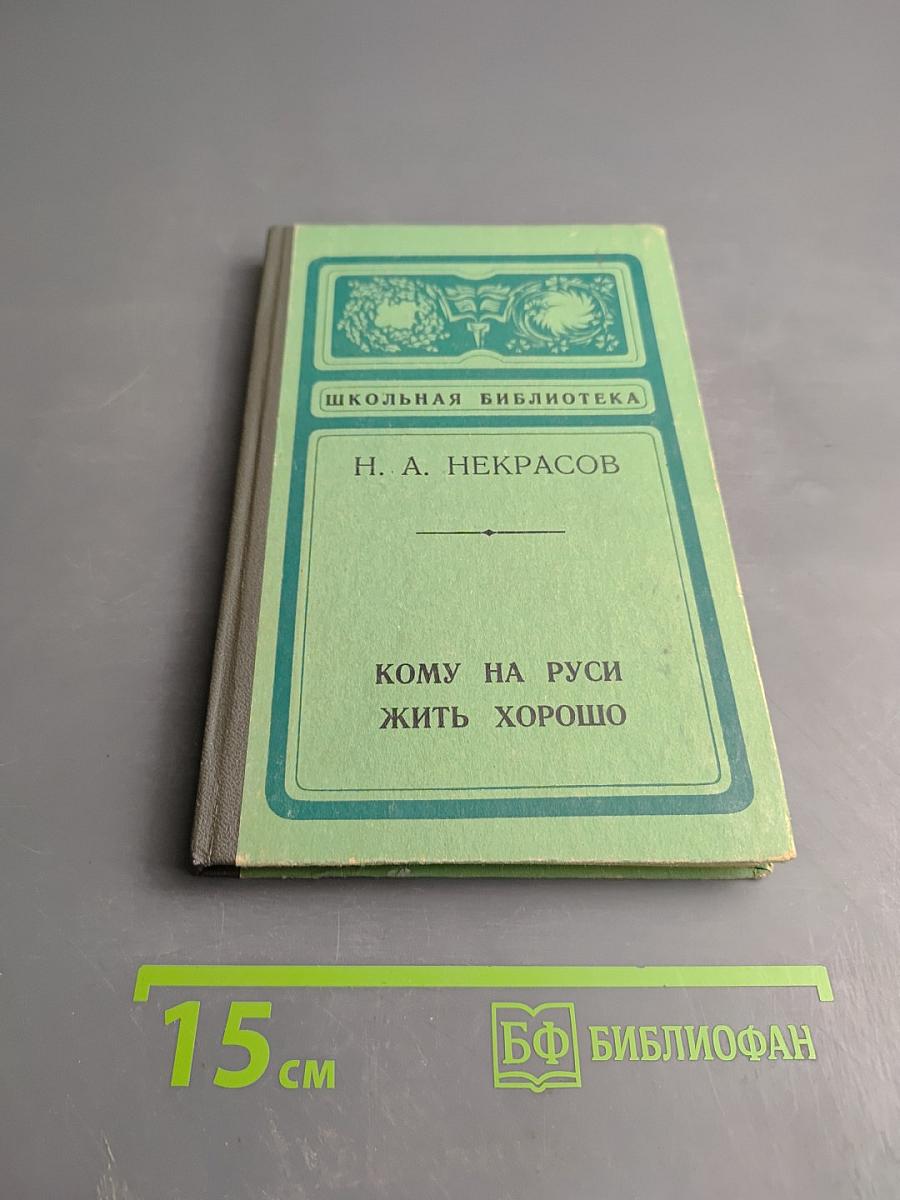 ШКОЛЬНАЯ БИБЛИОТЕКА
Н. А. НЕКРАСОВ
КОМУ НА РУСИ
ЖИТЬ ХОРОШО
15 см
БФ БИБЛИОФАН